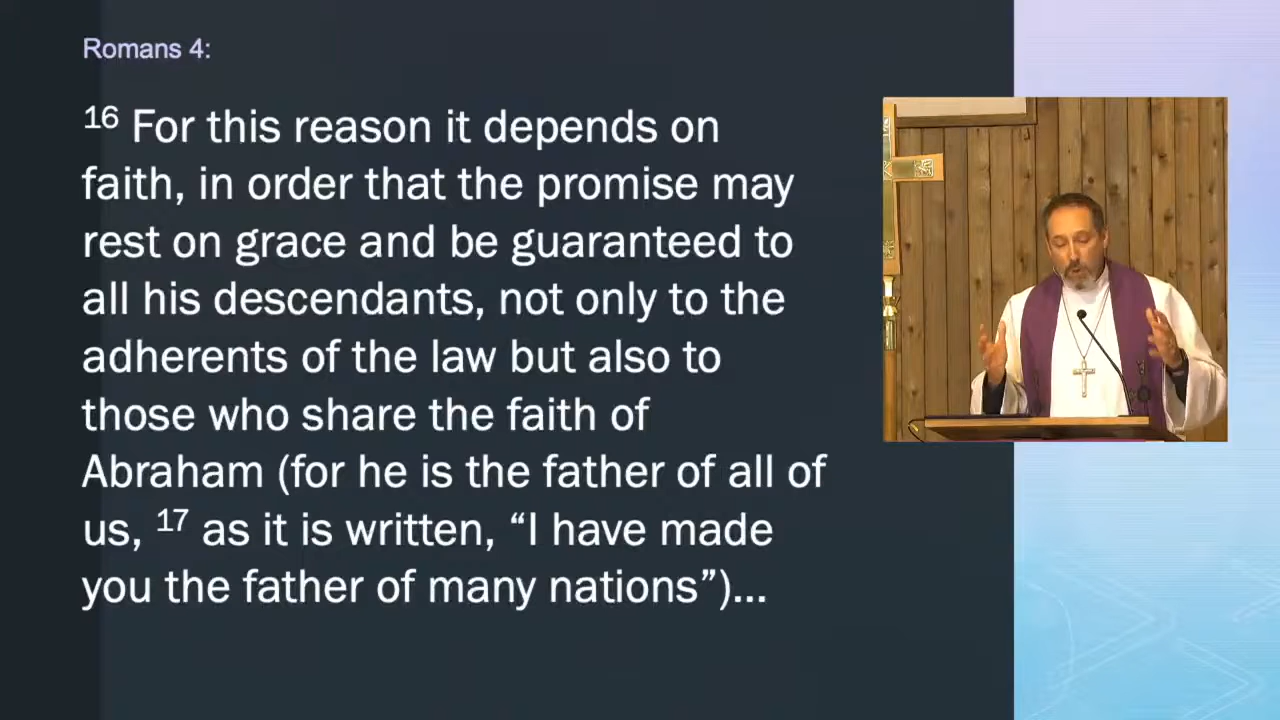 Romans 4:
16 For this reason it depends on
faith, in order that the promise may
rest on grace and be guaranteed to
all his descendants, not only to the
adherents of the law but also to
those who share the faith of
Abraham (for he is the father of all of
us, 17 as it is written, “I have made
you the father of many nations”)...